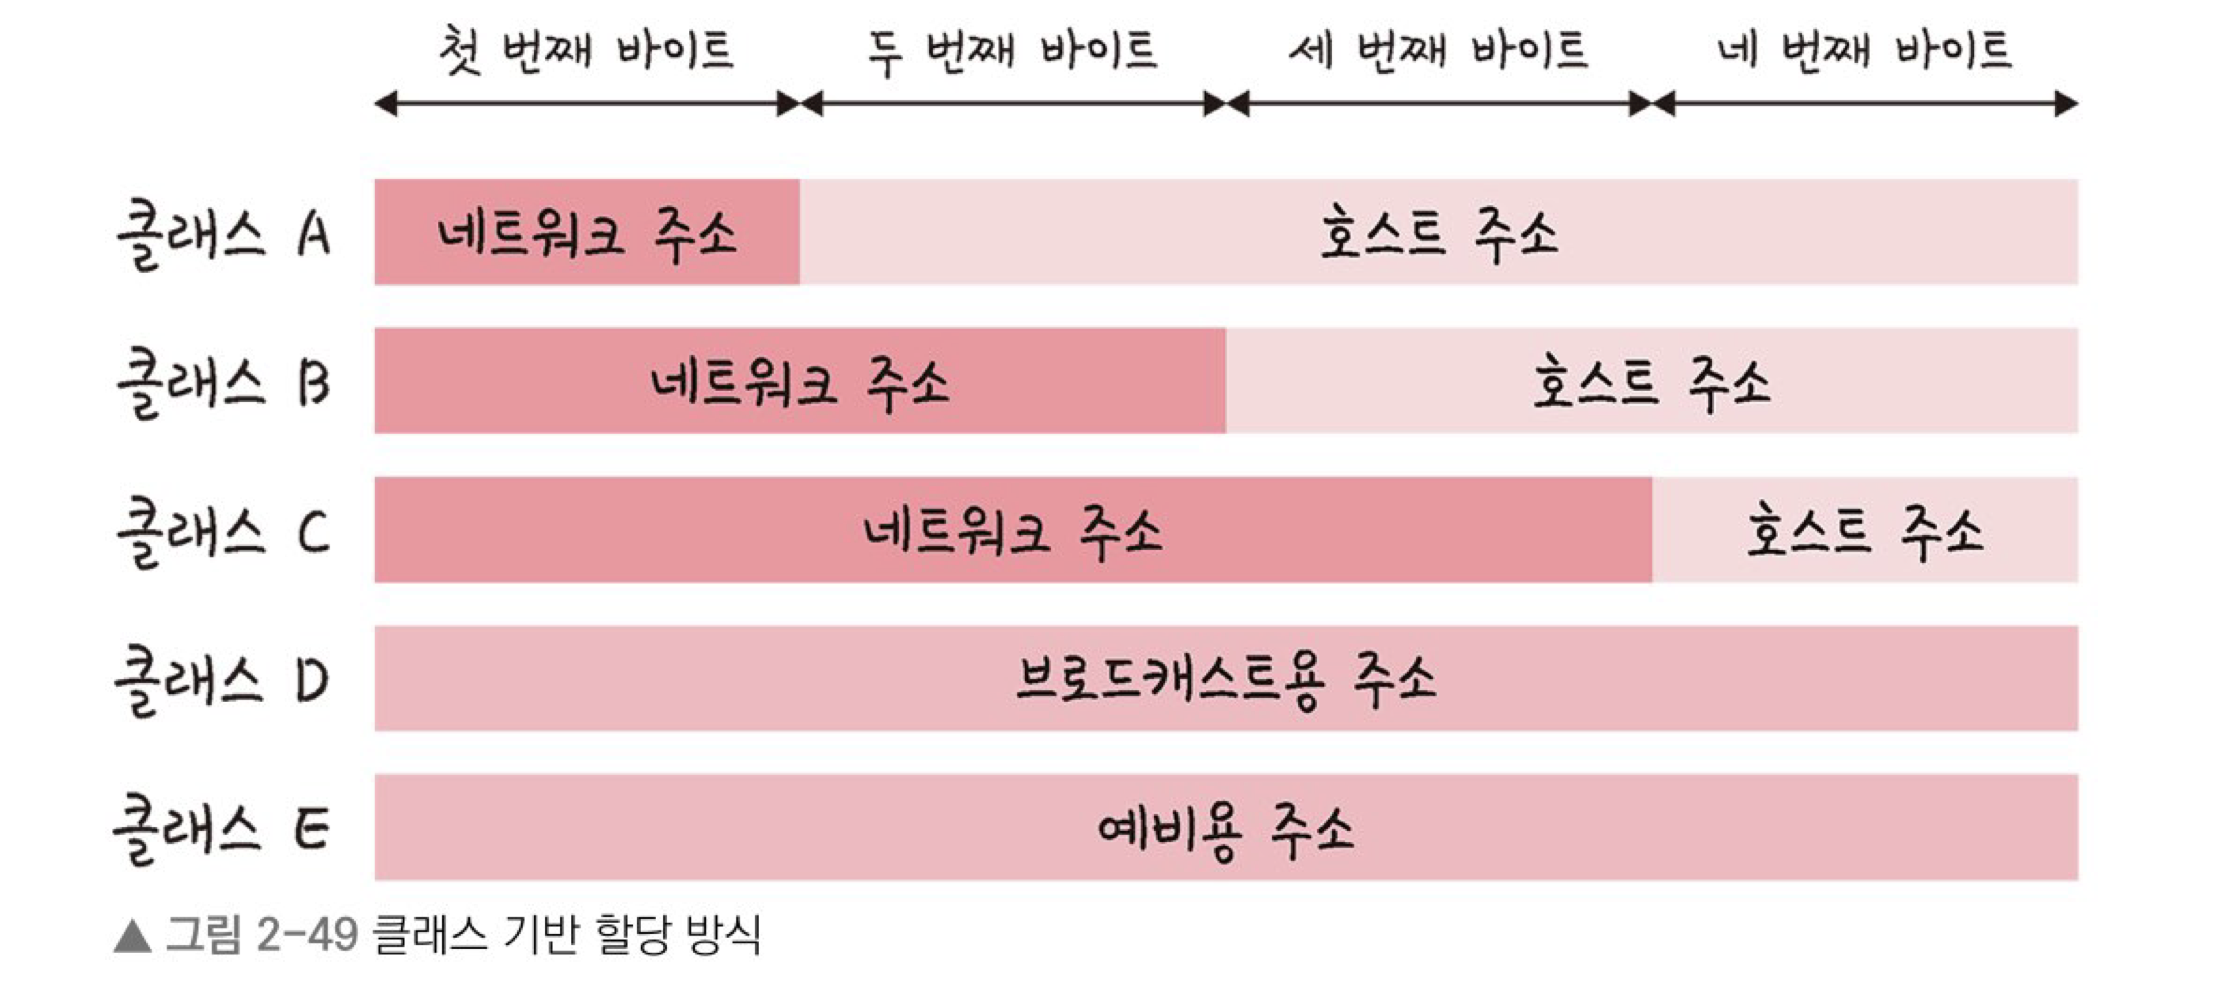 첫 번째 바이트 두 번째 바이트 세 번째 바이트 네 번째 바이트
클래스 A 네트워크 주소 호스트 주소
클래스 B 네트워크 주소 호스트 주소
클래스 C 네트워크 주소 호스트 주소
클래스 D 브로드캐스트용 주소
클래스 E 예비용 주소
▲ 그림 2-49 클래스 기반 할당 방식